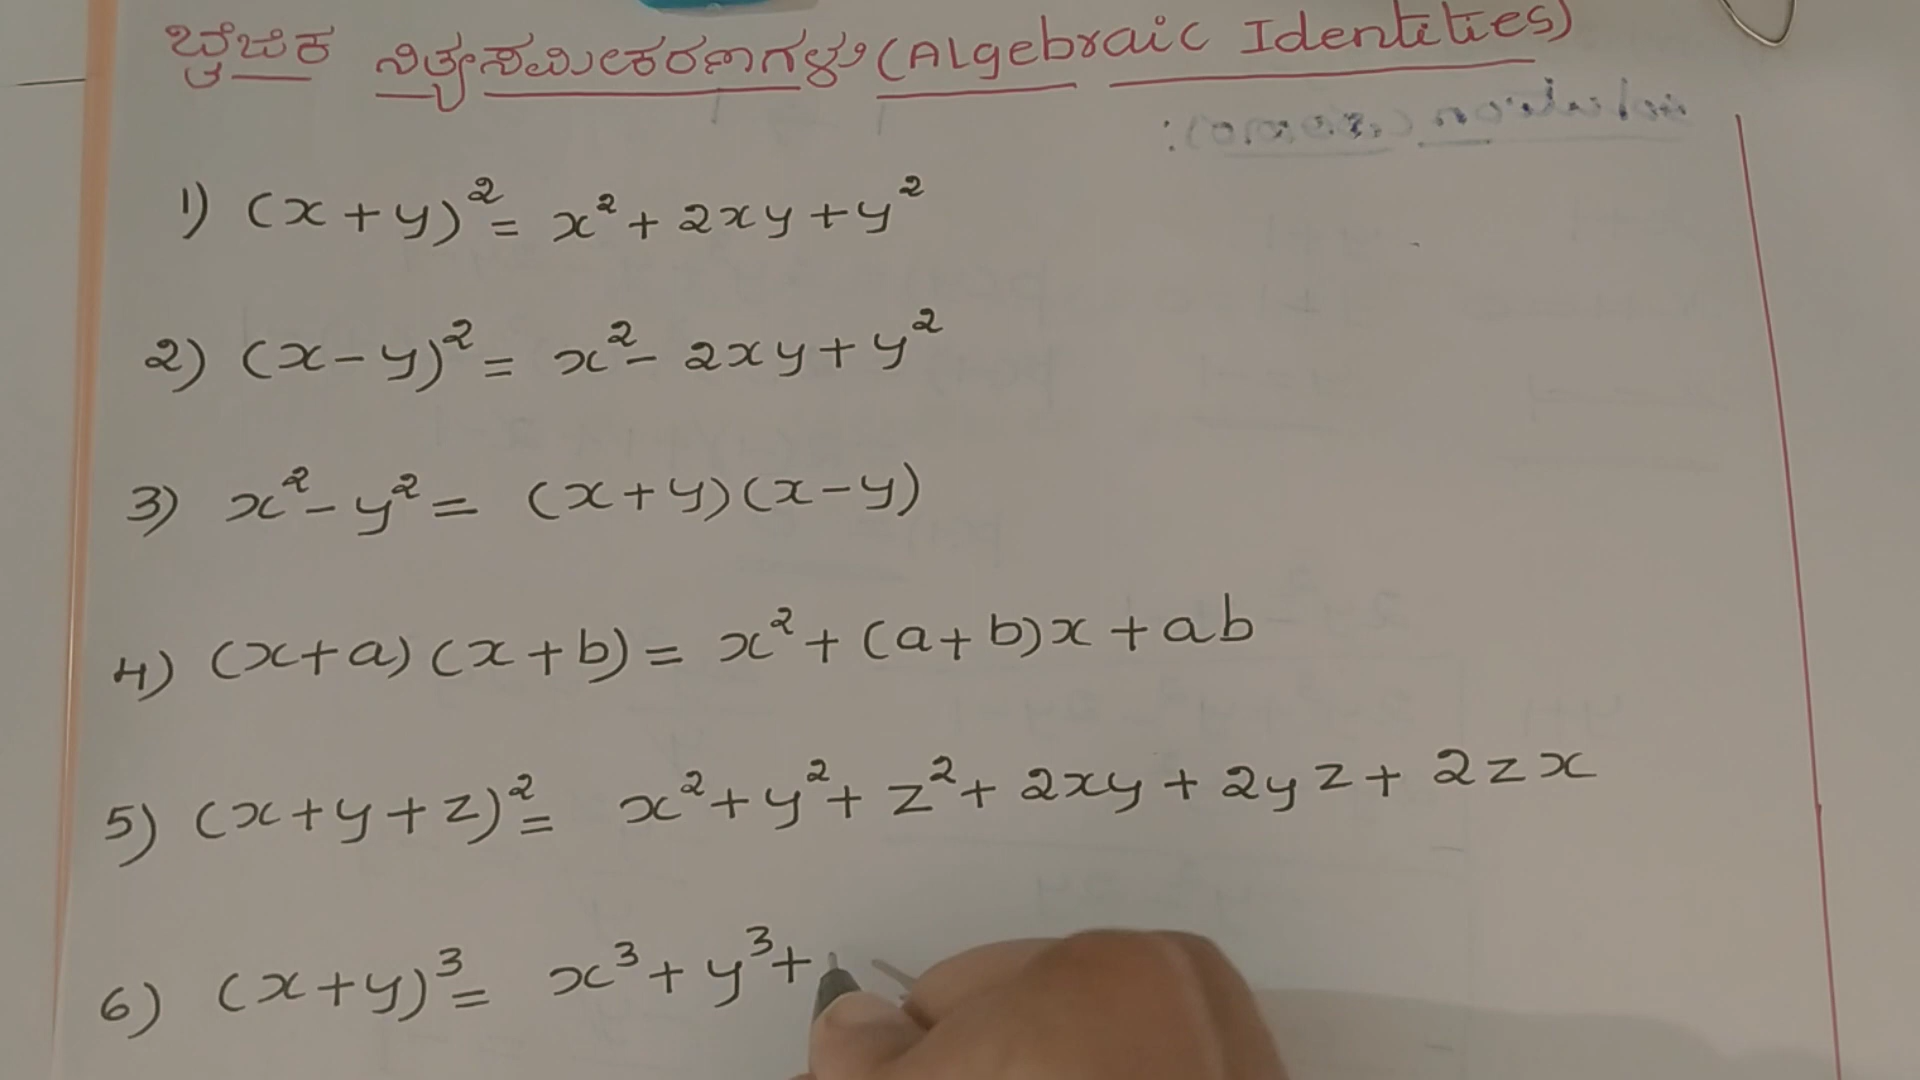 ಬೈಜಿಕ ನಿತ್ಯಸಮೀಕರಣಗಳು (Algebraic Identities)
1) (x+y)² = x² + 2xy + y²
2) (x-y)² = x² - 2xy + y²
3) x² - y² = (x+y)(x-y)
4) (x+a)(x+b) = x² + (a+b)x + ab
5) (x+y+z)² = x² + y² + z² + 2xy + 2yz + 2zx
6) (x+y)³ = x³ + y³ +